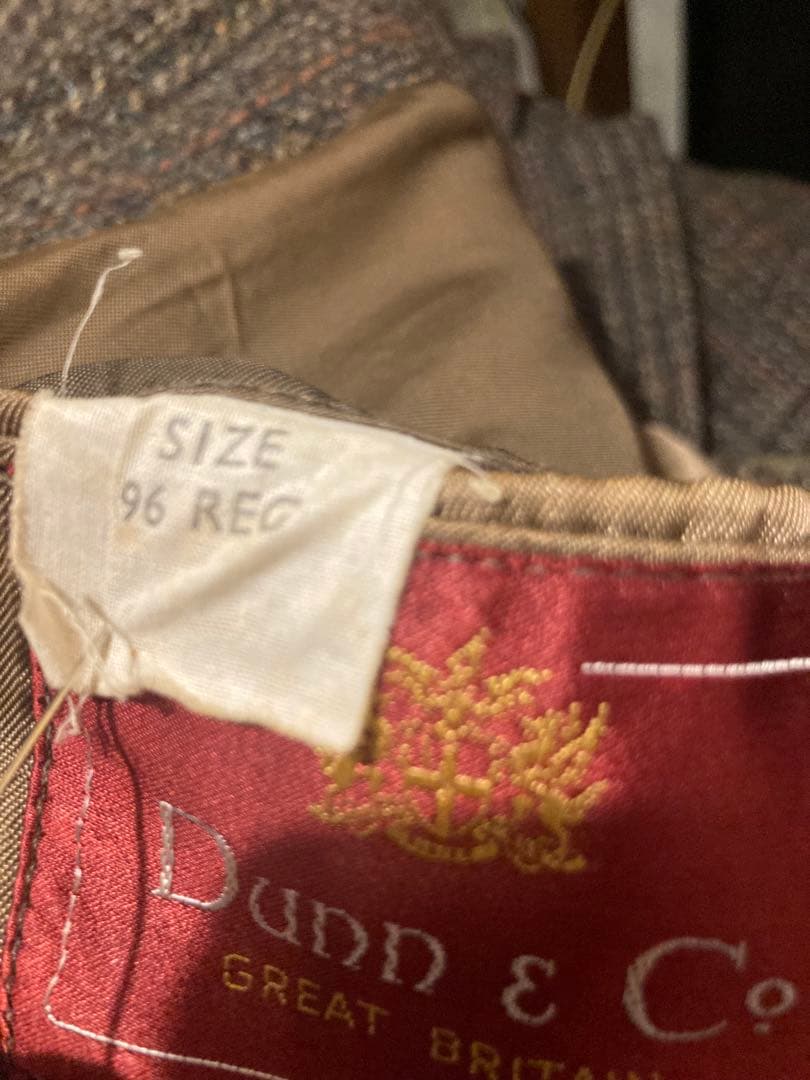 SIZE
96 REG
Dunn & Co
GREAT BRITAIN